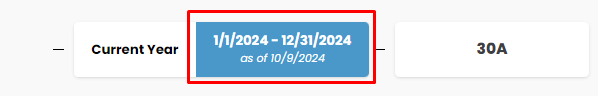 Current Year
1/1/2024 - 12/31/2024
as of 10/9/2024
30A